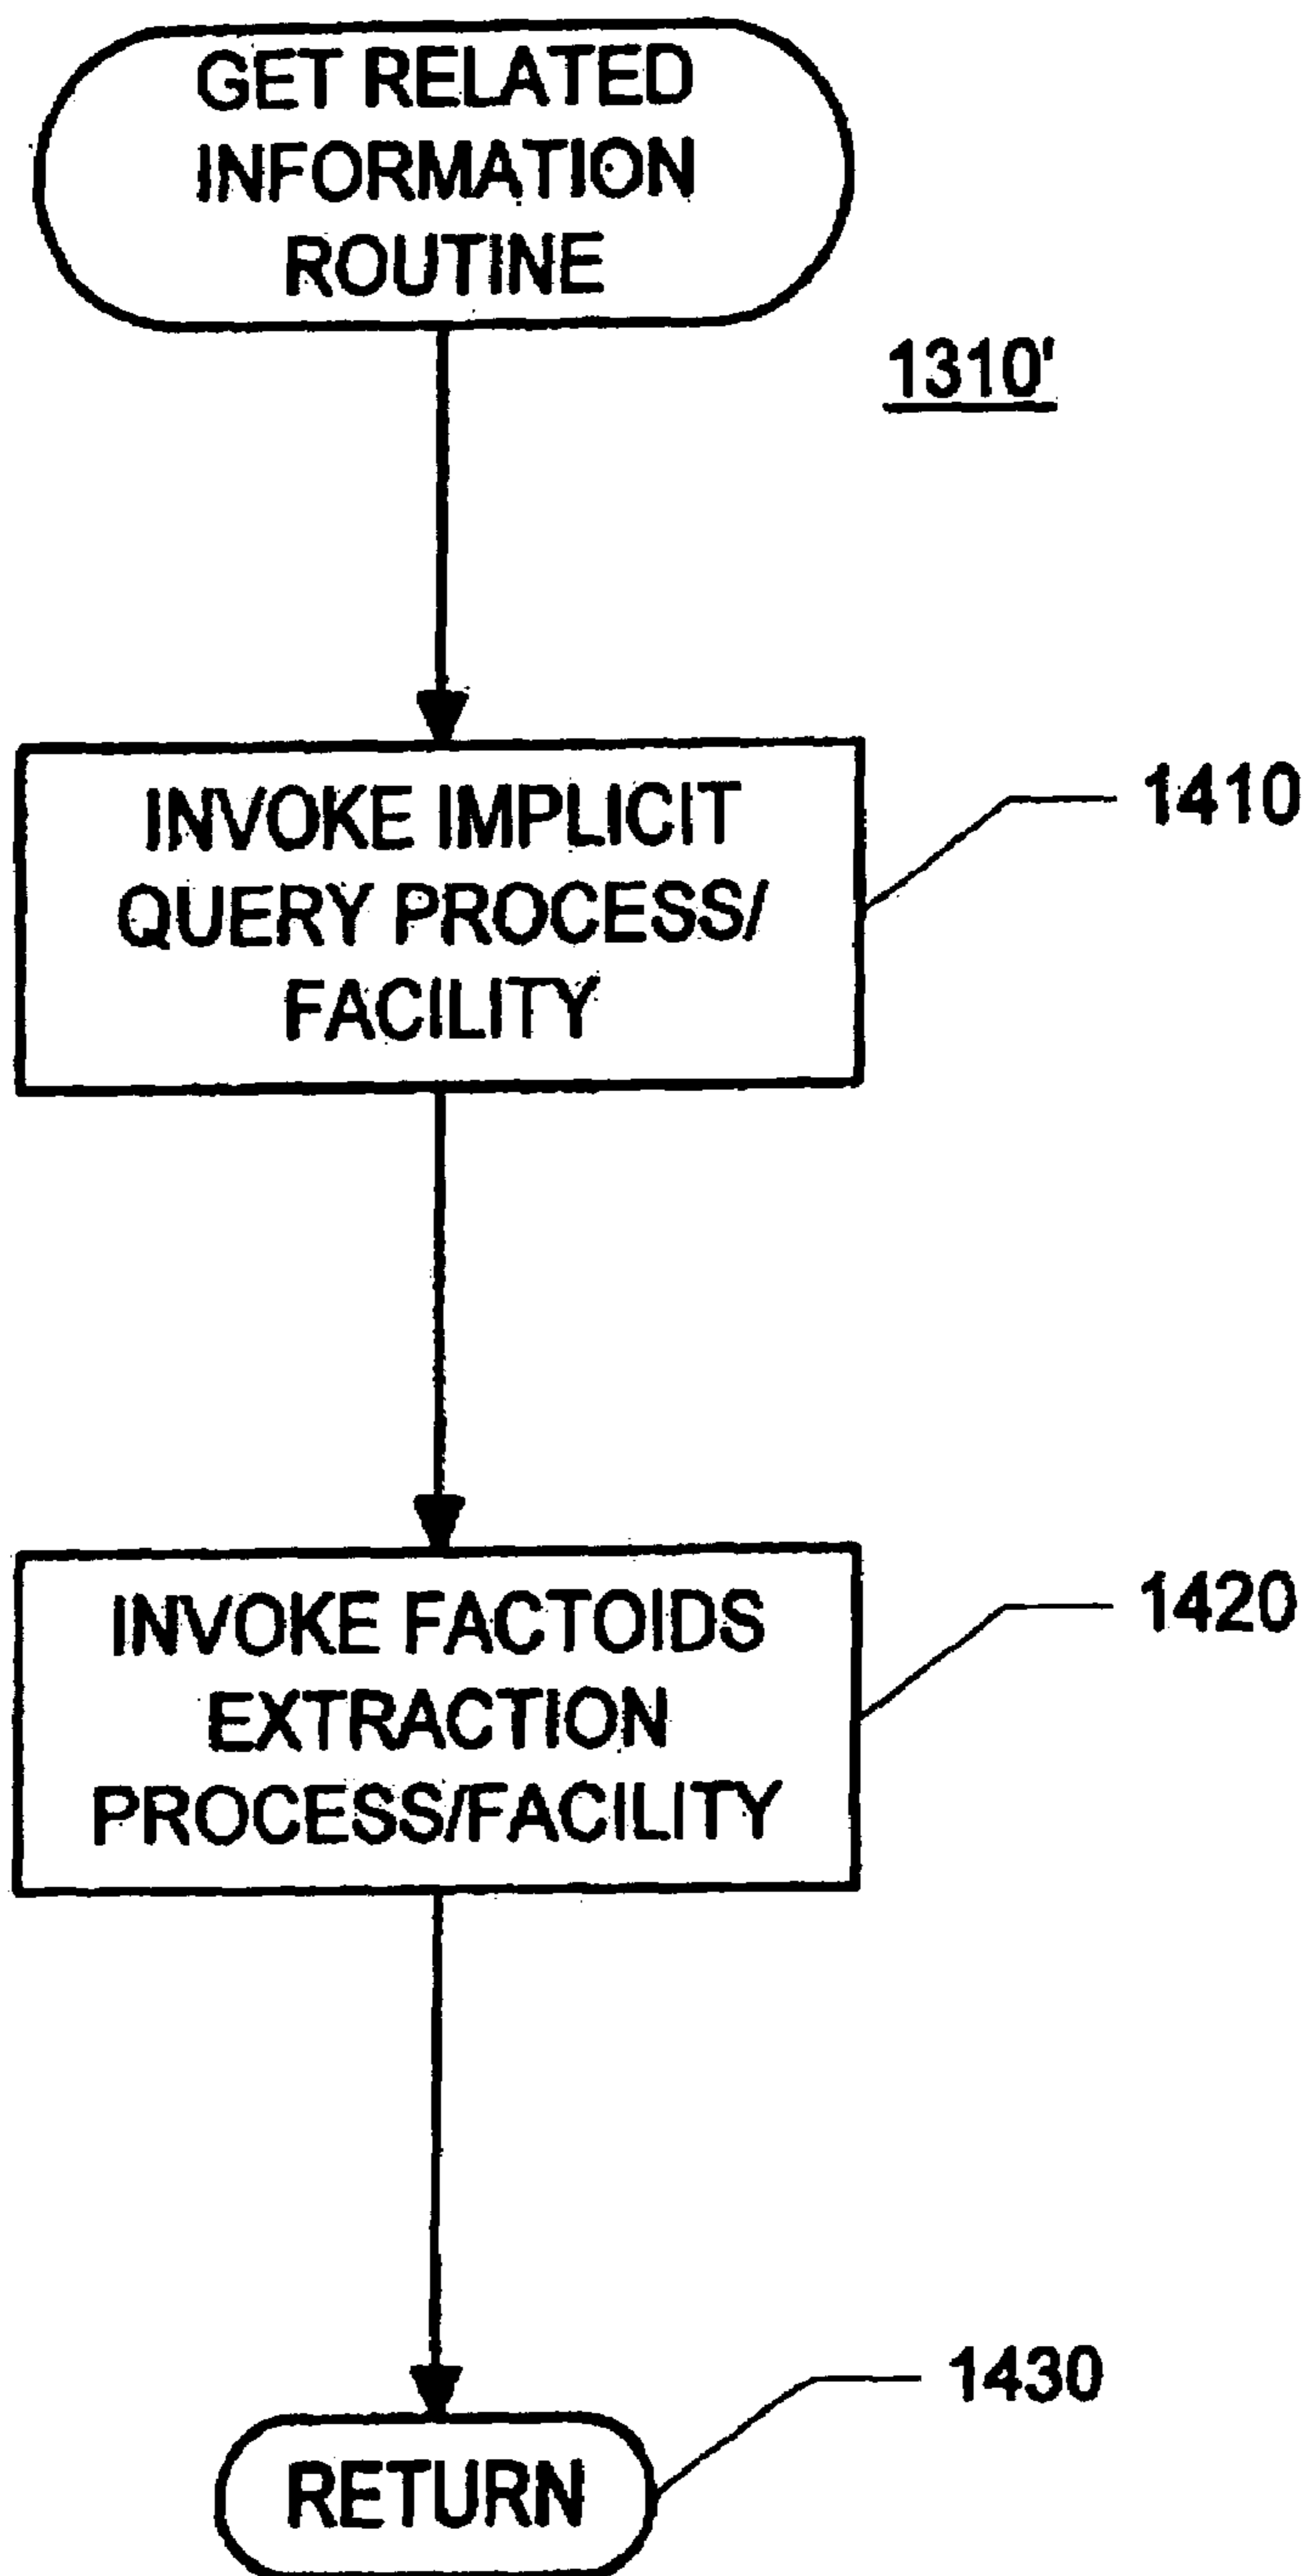 GET RELATED
INFORMATION
ROUTINE
1310'
INVOKE IMPLICIT
QUERY PROCESS/
FACILITY
1410
INVOKE FACTOIDS
EXTRACTION
PROCESS/FACILITY
1420
RETURN
1430